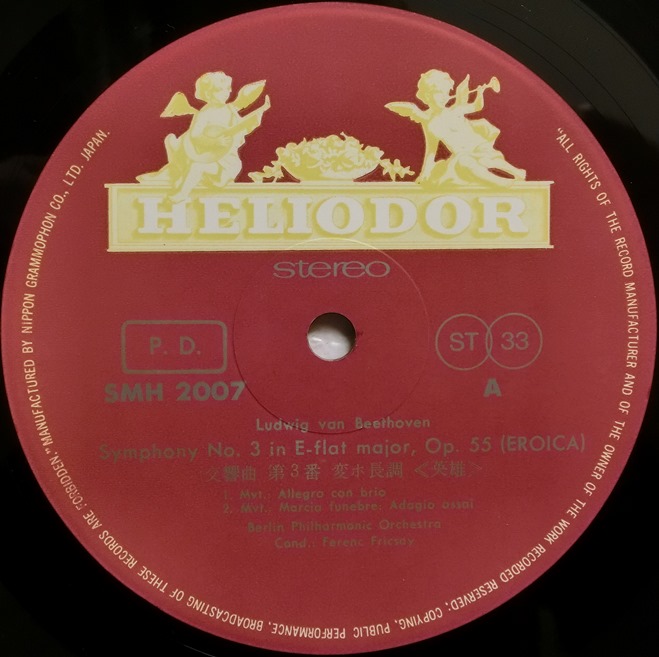 HELIODOR
stereo
P. D.
ST 33
SMH 2007
A
Ludwig van Beethoven
Symphony No. 3 in E-flat major, Op. 55 (EROICA)
交響曲 第3番 変ホ長調 <英雄>
1. Mvt.: Allegro con brio
2. Mvt.: Marcia funebre: Adagio assai
Berlin Philharmonic Orchestra
Cond.: Ferenc Fricsay
"ALL RIGHTS OF THE RECORD MANUFACTURER AND OF THE OWNER OF THE WORK RECORDED RESERVED; COPYING, PUBLIC PERFORMANCE, BROADCASTING OF THESE RECORDS ARE FORBIDDEN" MANUFACTURED BY NIPPON GRAMMOPHON CO., LTD. JAPAN.